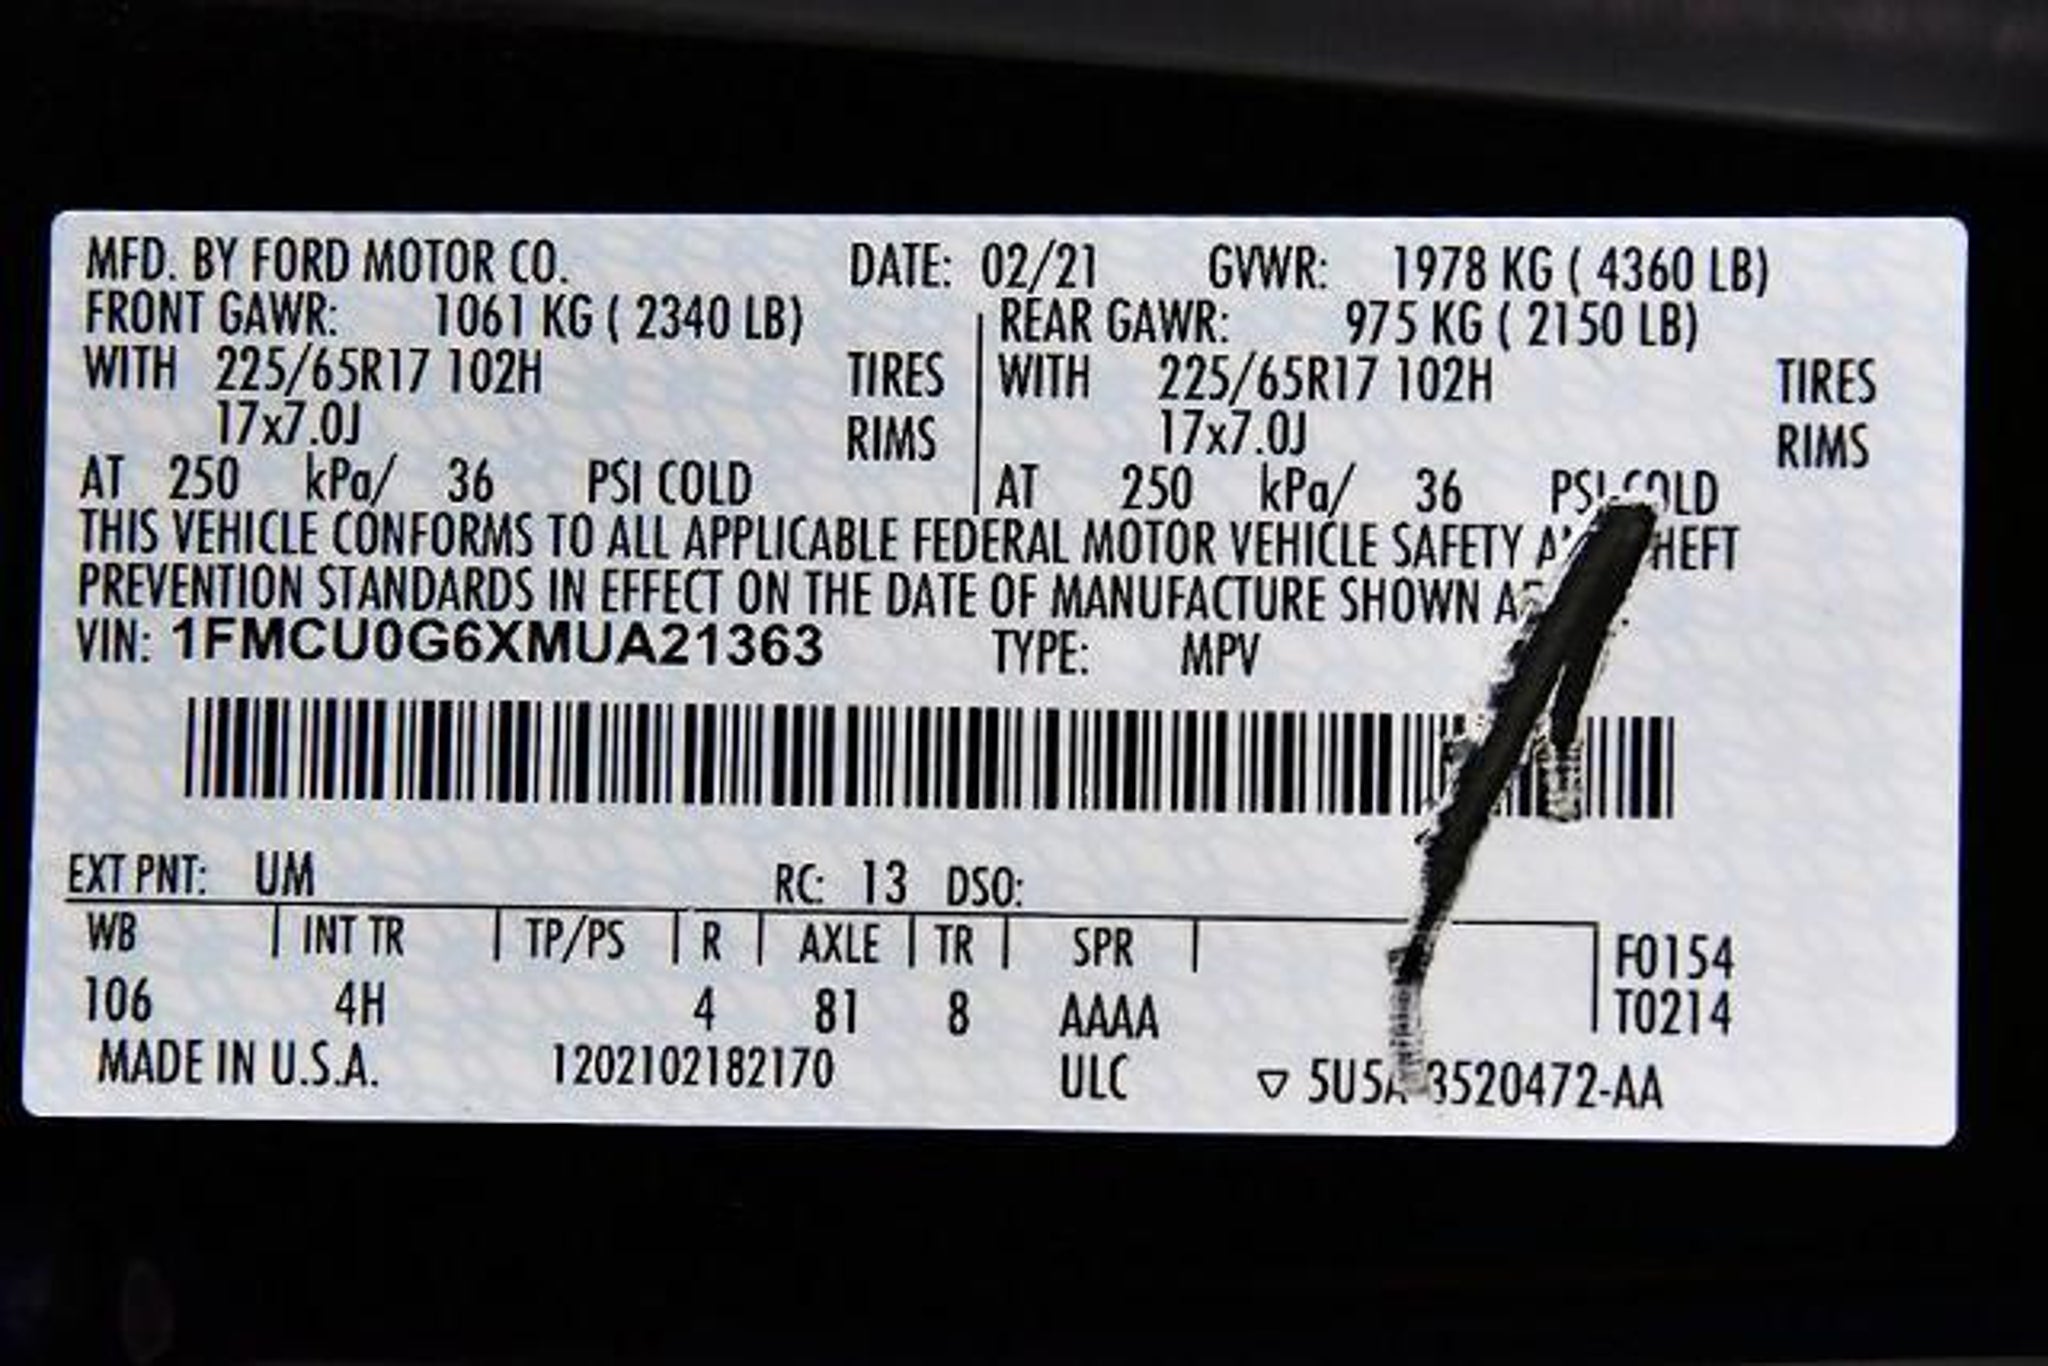 MFD. BY FORD MOTOR CO. DATE: 02/21 GVWR: 1978 KG ( 4360 LB)
FRONT GAWR: 1061 KG ( 2340 LB) REAR GAWR: 975 KG ( 2150 LB)
WITH 225/65R17 102H TIRES WITH 225/65R17 102H TIRES
17x7.0J RIMS 17x7.0J RIMS
AT 250 kPa/ 36 PSI COLD AT 250 kPa/ 36 PSI COLD
THIS VEHICLE CONFORMS TO ALL APPLICABLE FEDERAL MOTOR VEHICLE SAFETY
PREVENTION STANDARDS IN EFFECT ON THE DATE OF MANUFACTURE SHOWN
VIN: 1FMCU0G6XMUA21363 TYPE: MPV
EXT PNT: UM RC: 13 DSO:
WB INT TR TP/PS R AXLE TR SPR F0154
106 4H 4 81 8 AAAA T0214
MADE IN U.S.A. 1202102182170 ULC